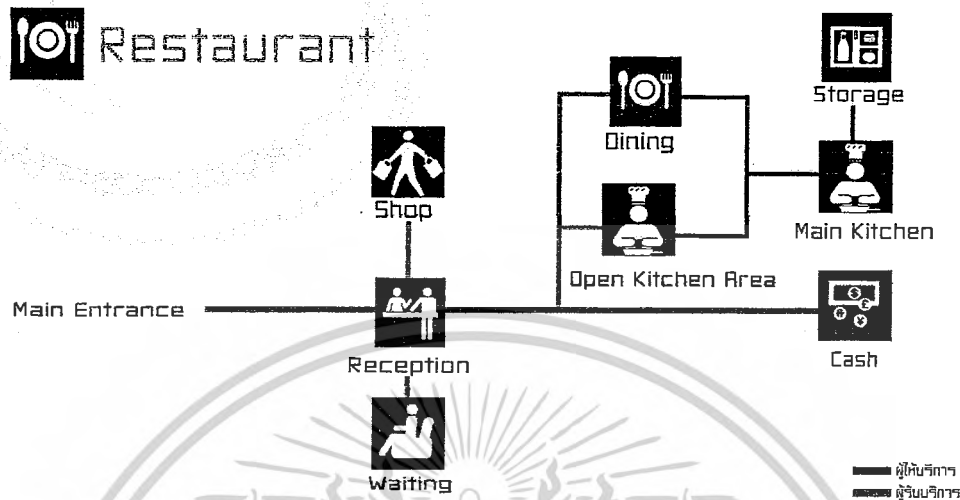 Restaurant
Storage
Dining
Shop
Main Kitchen
Open Kitchen Area
Main Entrance
Reception
Cash
Waiting
ผู้ให้บริการ
ผู้รับบริการ